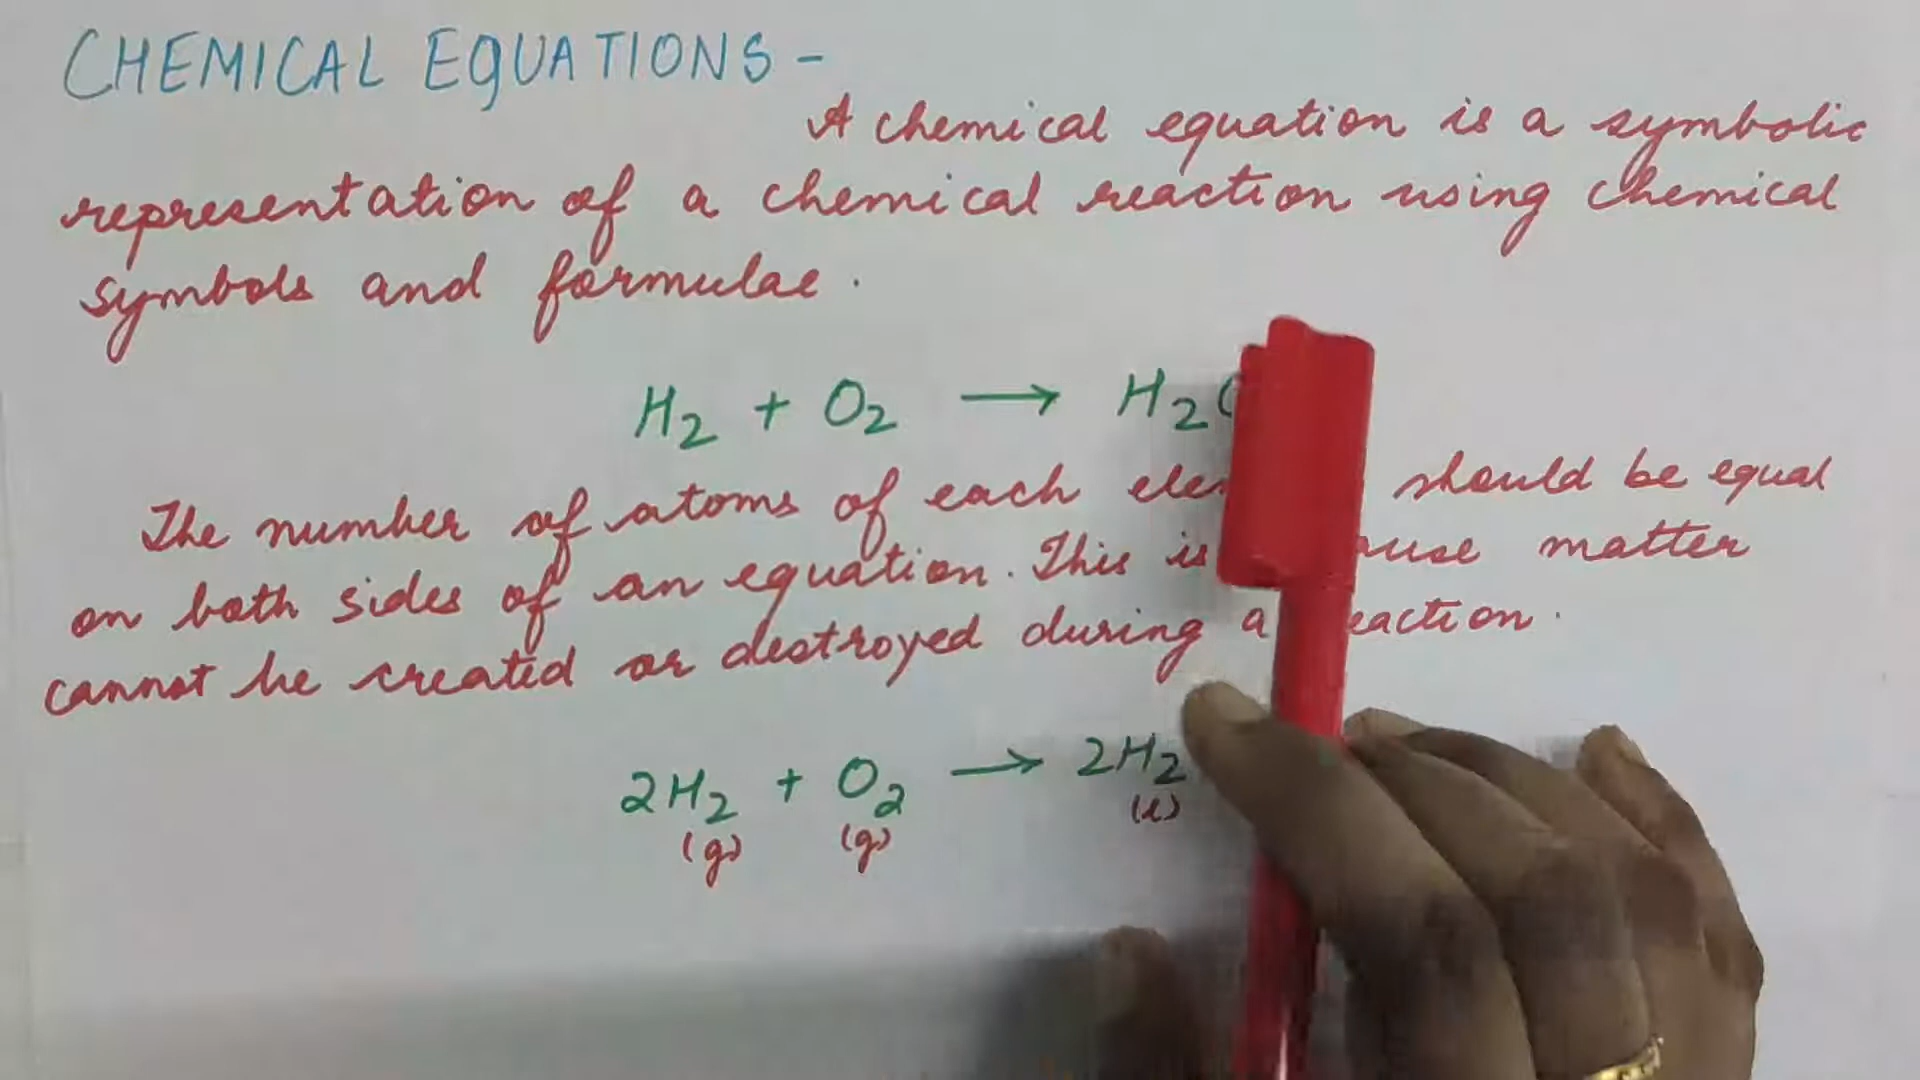 CHEMICAL EQUATIONS -
A chemical equation is a symbolic
representation of a chemical reaction using chemical
symbols and formulae.
H2 + O2 → H2
The number of atoms of each should be equal
on both sides of an equation. This is matter
cannot be created or destroyed during a
2H2 + O2 → 2H2
(g) (g) (l)